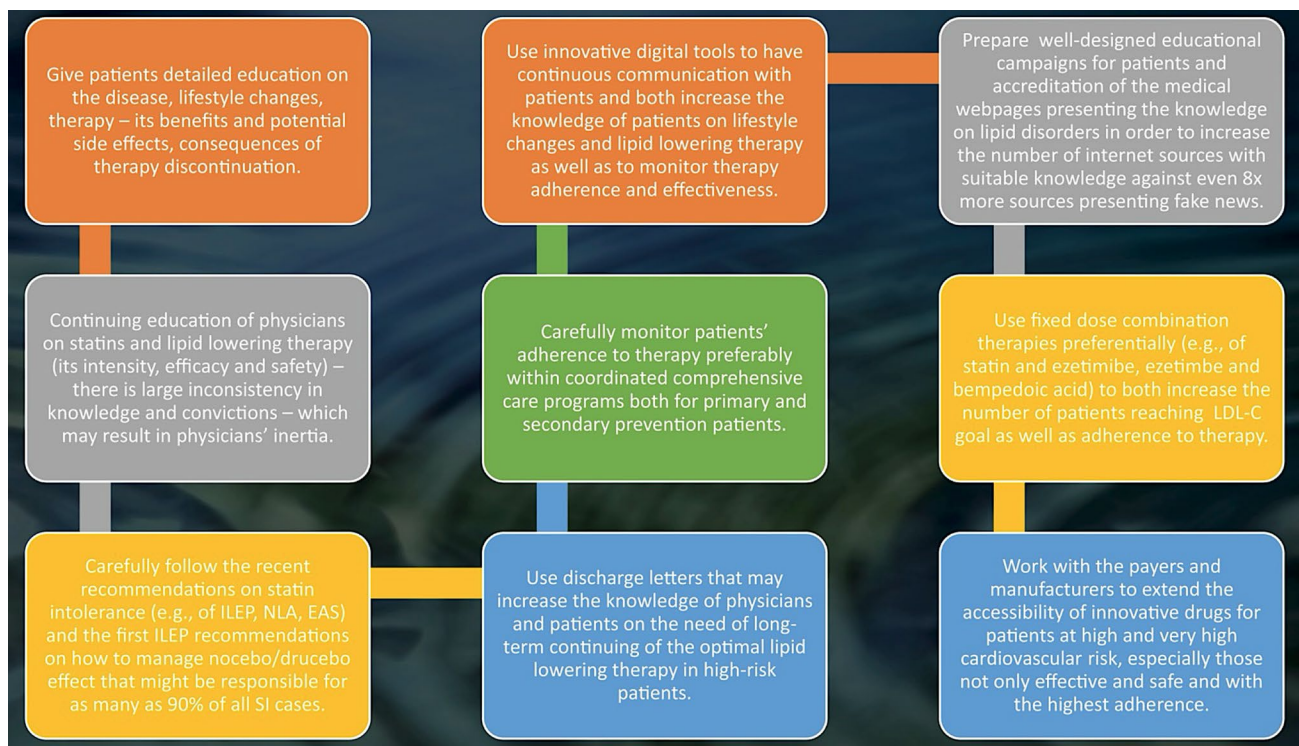 Give patients detailed education on
the disease, lifestyle changes,
therapy – its benefits and potential
side effects, consequences of
therapy discontinuation.
Continuing education of physicians
on statins and lipid lowering therapy
(its intensity, efficacy and safety) –
there is large inconsistency in
knowledge and convictions – which
may result in physicians’ inertia.
Carefully follow the recent
recommendations on statin
intolerance (e.g., of ILEP, NLA, EAS)
and the first ILEP recommendations
on how to manage nocebo/drucebo
effect that might be responsible for
as many as 90% of all SI cases.
Use discharge letters that may
increase the knowledge of physicians
and patients on the need of long-
term continuing of the optimal lipid
lowering therapy in high-risk
patients.
Carefully monitor patients’
adherence to therapy preferably
within coordinated comprehensive
care programs both for primary and
secondary prevention patients.
Use innovative digital tools to have
continuous communication with
patients and both increase the
knowledge of patients on lifestyle
changes and lipid lowering therapy
as well as to monitor therapy
adherence and effectiveness.
Prepare well-designed educational
campaigns for patients and
accreditation of the medical
webpages presenting the knowledge
on lipid disorders in order to increase
the number of internet sources with
suitable knowledge against even 8x
more sources presenting fake news.
Use fixed dose combination
therapies preferentially (e.g., of
statin and ezetimibe, ezetimbe and
bempedoic acid) to both increase the
number of patients reaching LDL-C
goal as well as adherence to therapy.
Work with the payers and
manufacturers to extend the
accessibility of innovative drugs for
patients at high and very high
cardiovascular risk, especially those
not only effective and safe and with
the highest adherence.